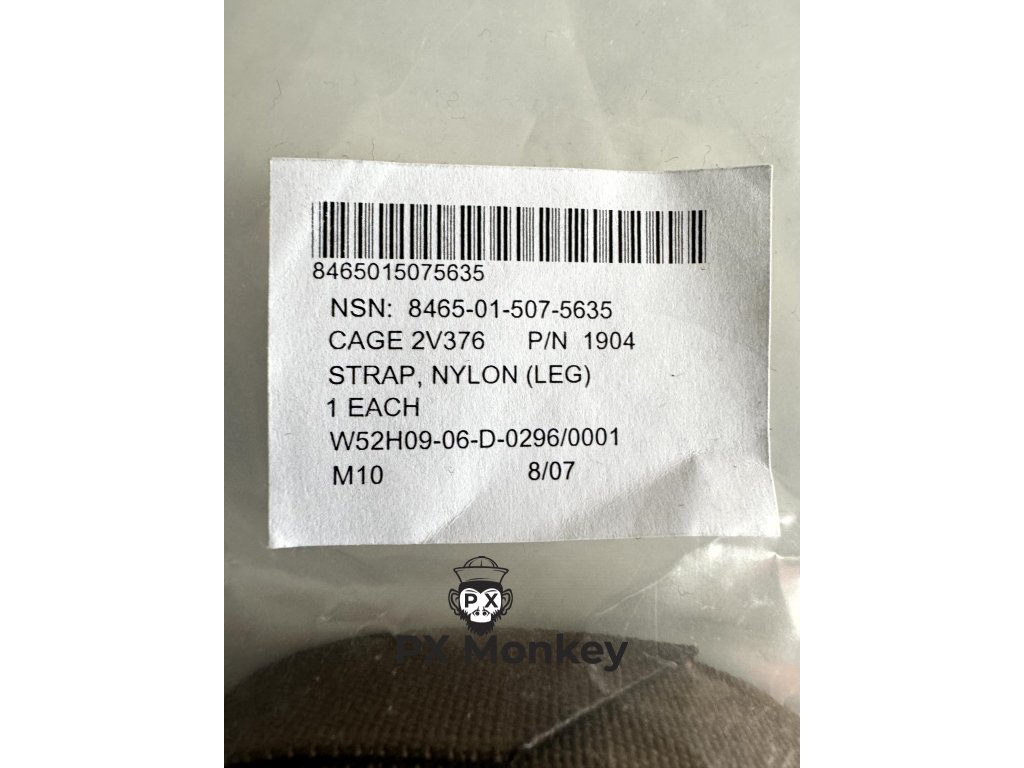 8465015075635
NSN: 8465-01-507-5635
CAGE 2V376 P/N 1904
STRAP, NYLON (LEG)
1 EACH
W52H09-06-D-0296/0001
M10 8/07
PX
PX Monkey